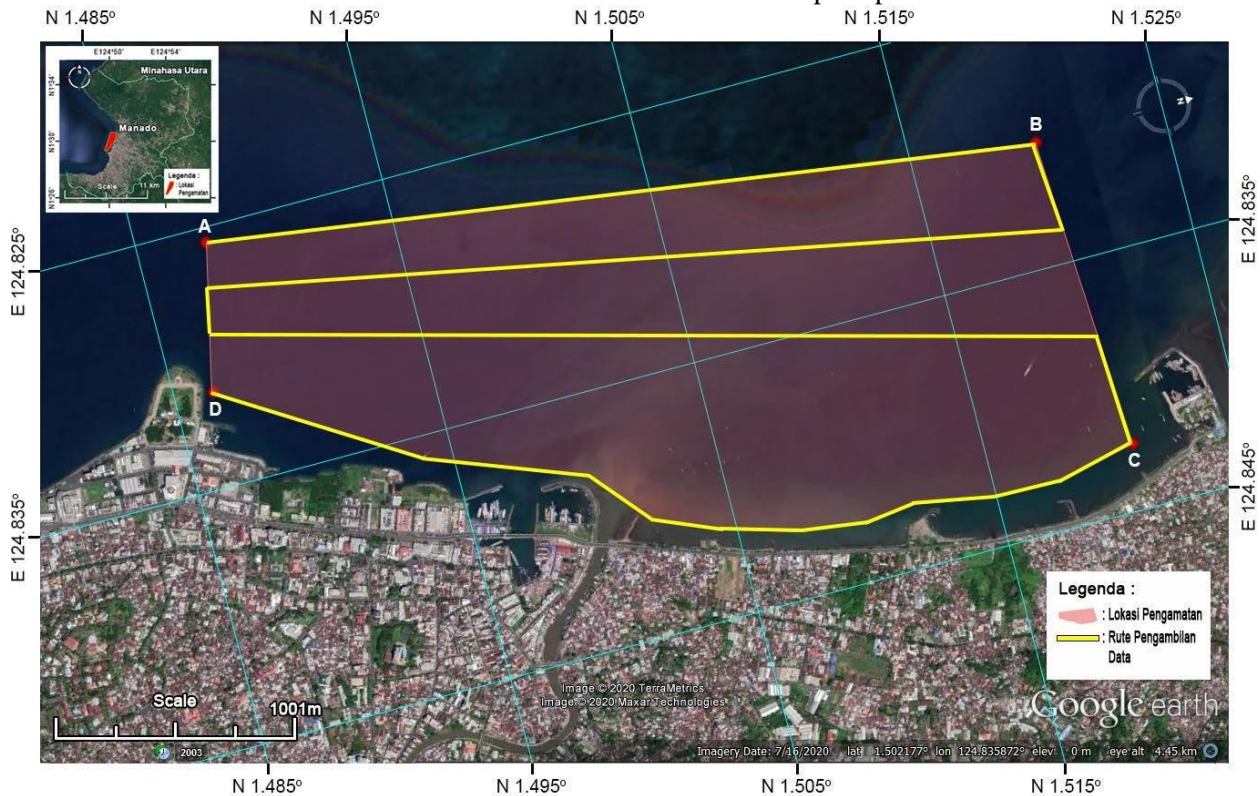 N 1.485º N 1.495º N 1.505º N 1.515º N 1.525º
E124°50' E124°54'
Minahasa Utara
N1°34'
N1°30'
N1°26'
Manado
Legenda :
: Lokasi
Pengamatan
Scale 11 km
A
B
C
D
E 124.825º
E 124.835º
E 124.835º
E 124.845º
Legenda :
: Lokasi Pengamatan
: Rute Pengambilan
Data
Scale
1001m
2003
Image © 2020 TerraMetrics
Image © 2020 Maxar Technologies
Google earth
Imagery Date: 7/16/2020 lat 1.502177° lon 124.835872° elev 0 m eye alt 4.45 km
N 1.485º N 1.495º N 1.505º N 1.515º